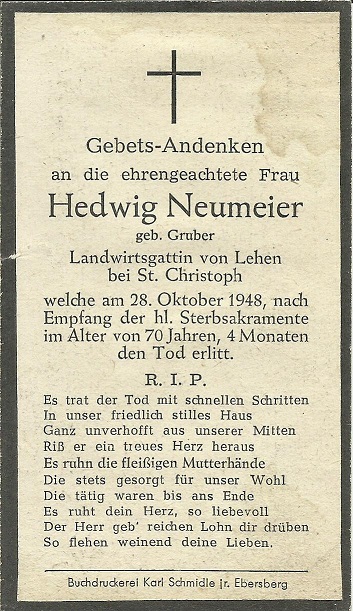 Gebets-Andenken
an die ehrengeachtete Frau
Hedwig Neumeier
geb. Gruber
Landwirtsgattin von Lehen
bei St. Christoph
welche am 28. Oktober 1948, nach
Empfang der hl. Sterbsakramente
im Alter von 70 Jahren, 4 Monaten
den Tod erlitt.
R. I. P.
Es trat der Tod mit schnellen Schritten
In unser friedlich stilles Haus
Ganz unverhofft aus unserer Mitten
Riß er ein treues Herz heraus
Es ruhn die fleißigen Mutterhände
Die stets gesorgt für unser Wohl
Die tätig waren bis ans Ende
Es ruht dein Herz, so liebevoll
Der Herr geb' reichen Lohn dir drüben
So flehen weinend deine Lieben.
Buchdruckerei Karl Schmidle jr. Ebersberg